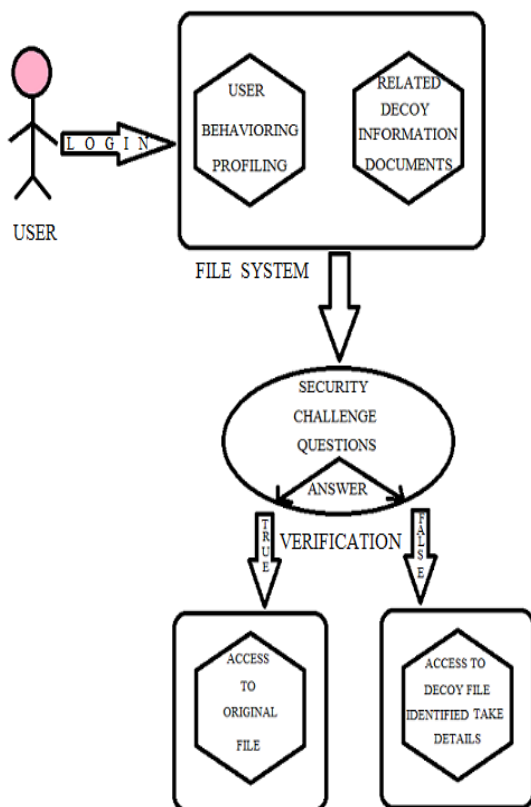 USER
BEHAVIORING
PROFILING
RELATED
DECOY
INFORMATION
DOCUMENTS
LOGIN
USER
FILE SYSTEM
SECURITY
CHALLENGE
QUESTIONS
ANSWER
TRUE
VERIFICATION
FALSE
ACCESS
TO
ORIGINAL
FILE
ACCESS TO
DECOY FILE
IDENTIFIED TAKE
DETAILS